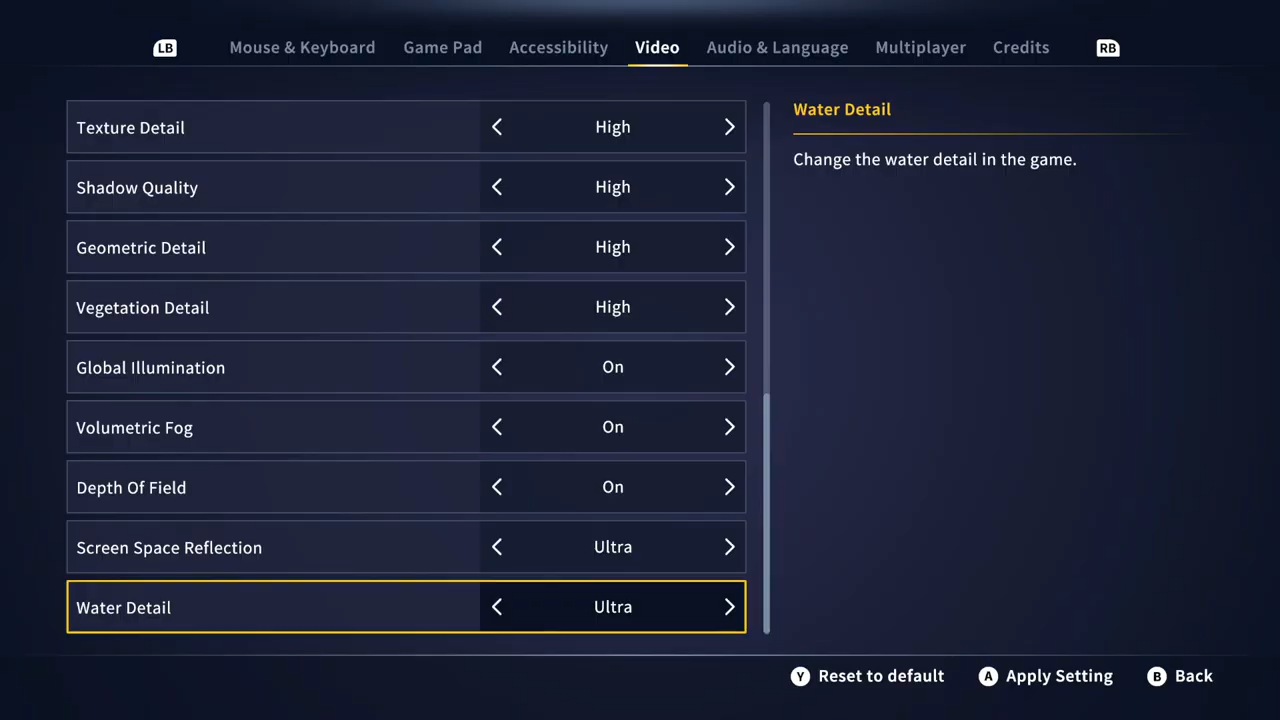 LB Mouse & Keyboard Game Pad Accessibility Video Audio & Language Multiplayer Credits RB
Texture Detail High
Shadow Quality High
Geometric Detail High
Vegetation Detail High
Global Illumination On
Volumetric Fog On
Depth Of Field On
Screen Space Reflection Ultra
Water Detail Ultra
Water Detail
Change the water detail in the game.
Y Reset to default A Apply Setting B Back